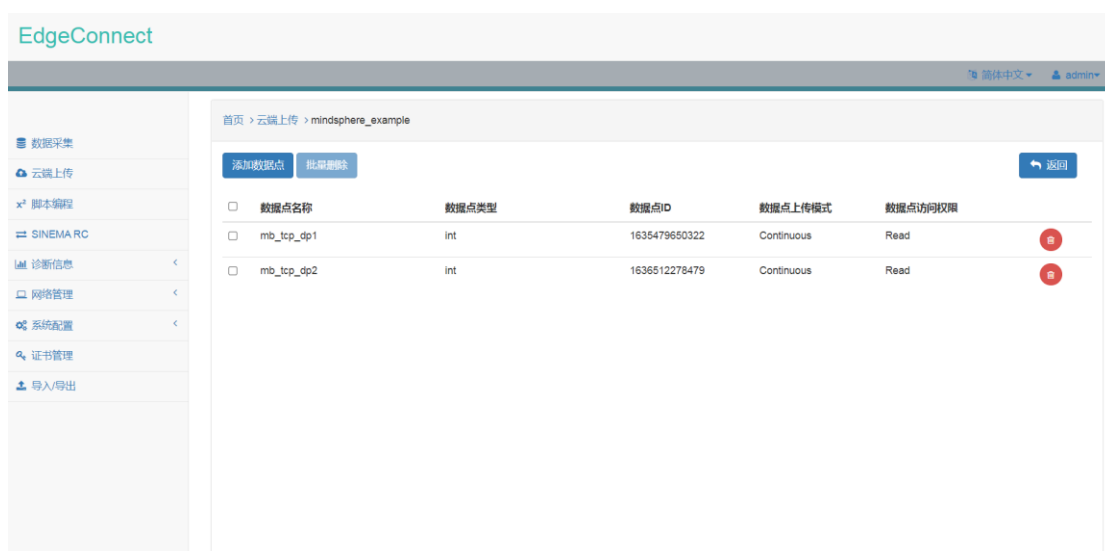 EdgeConnect
简体中文 admin
首页 > 云端上传 > mindsphere_example
数据采集
云端上传
脚本编程
SINEMA RC
诊断信息
网络管理
系统配置
证书管理
导入/导出
添加数据点 批量删除 返回
数据点名称 数据点类型 数据点ID 数据点上传模式 数据点访问权限
mb_tcp_dp1 int 1635479650322 Continuous Read
mb_tcp_dp2 int 1636512278479 Continuous Read